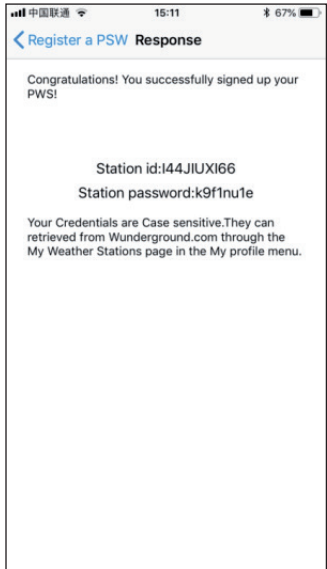 中国联通 15:11 67%
Register a PSW Response
Congratulations! You successfully signed up your
PWS!
Station id:I44JIUXI66
Station password:k9f1nu1e
Your Credentials are Case sensitive.They can
retrieved from Wunderground.com through the
My Weather Stations page in the My profile menu.